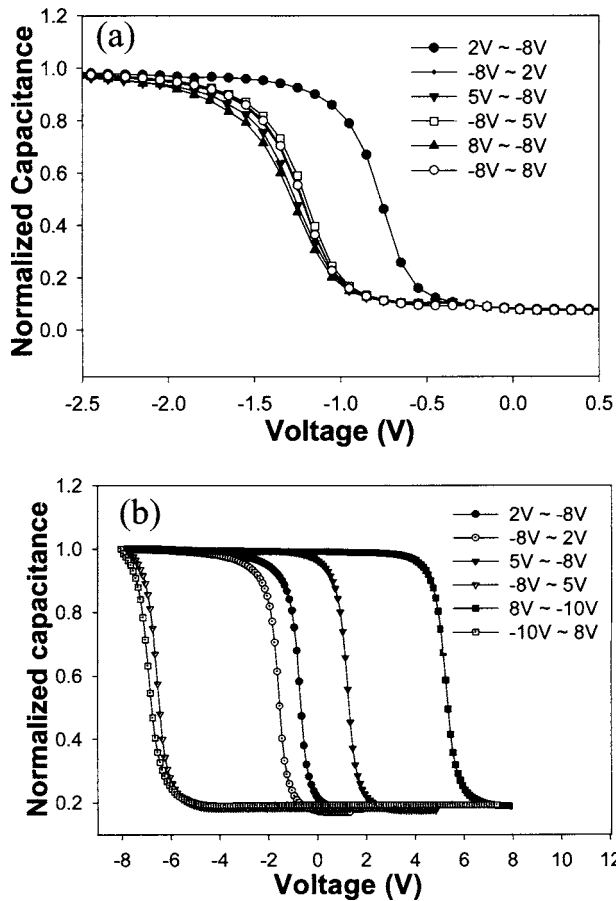 (a)
1.2
1.0
0.8
0.6
0.4
0.2
0.0
Normalized Capacitance
2V ~ -8V
-8V ~ 2V
5V ~ -8V
-8V ~ 5V
8V ~ -8V
-8V ~ 8V
-2.5 -2.0 -1.5 -1.0 -0.5 0.0 0.5
Voltage (V)
(b)
1.2
1.0
0.8
0.6
0.4
0.2
Normalized capacitance
2V ~ -8V
-8V ~ 2V
5V ~ -8V
-8V ~ 5V
8V ~ -10V
-10V ~ 8V
-8 -6 -4 -2 0 2 4 6 8 10 12
Voltage (V)